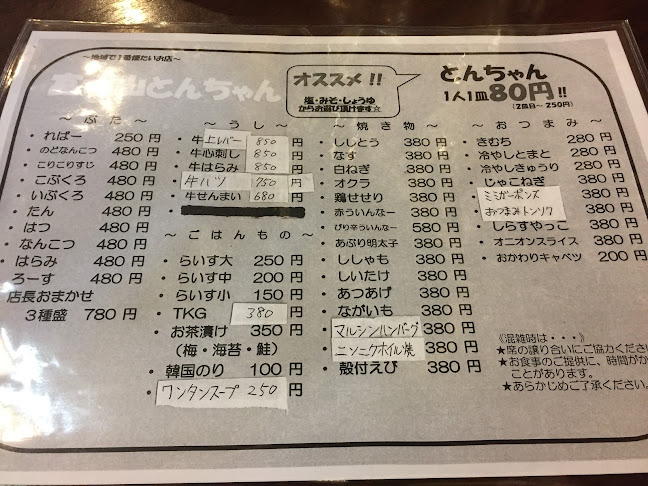 ～地域で1番便たいお店～
とんちゃん
オススメ!!
塩・みそ・しょうゆ
からお選び頂けます☆
とんちゃん
1人1皿80円!!
(2皿目～250円)
～ぶた～
・ればー 250円
・のどなんこつ 480円
・こりこりすじ 480円
・こぶくろ 480円
・いぶくろ 480円
・たん 480円
・はつ 480円
・なんこつ 480円
・はらみ 480円
・ろーす 480円
店長おまかせ
3種盛 780円
～うし～
・牛上レバー 850円
・牛心刺し 850円
・牛はらみ 850円
・牛ハツ 750円
・牛せんまい 680円
～ごはんもの～
・らいす大 250円
・らいす中 200円
・らいす小 150円
・TKG 380円
・お茶漬け 350円
(梅・海苔・鮭)
・韓国のり 100円
・ワンタンスープ 250円
～焼き物～
・ししとう 380円
・なす 380円
・白ねぎ 380円
・オクラ 380円
・鶏せせり 380円
・赤ういんなー 380円
・ぴり辛ういんなー 580円
・あぶり明太子 380円
・ししゃも 380円
・しいたけ 380円
・あつあげ 380円
・ながいも 380円
・マルシンハンバーグ 380円
・ニンニクオイル焼 380円
・殻付えび 380円
～おつまみ～
・きむち 280円
・冷やしとまと 280円
・冷やしきゅうり 280円
・じゃこねぎ 380円
・ミミガーポンズ 380円
・おつまみトンソク 380円
・しらすやっこ 380円
・オニオンスライス 380円
・おかわりキャベツ 200円
《混雑時は・・・》
★席の譲り合いにご協力ください
★お食事のご提供に、時間がか
ことがあります。
★あらかじめご了承ください。